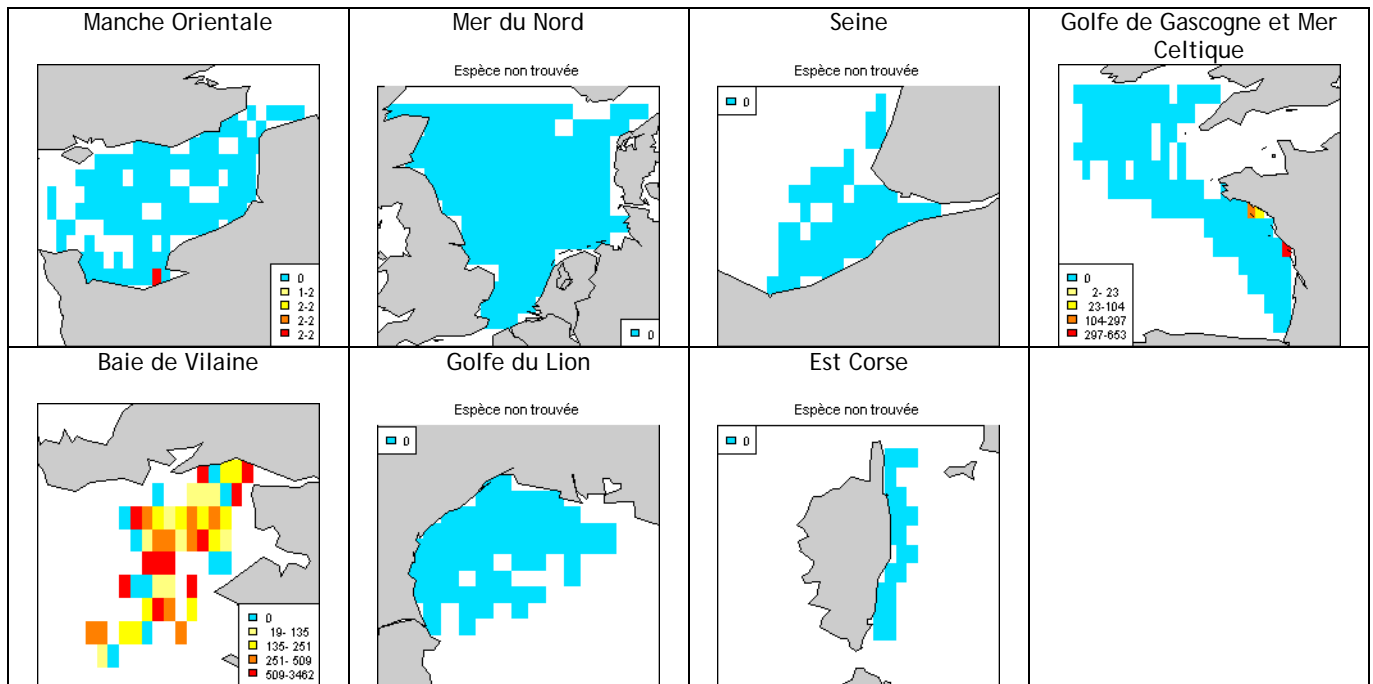 Manche Orientale
0
1-2
2-2
2-2
2-2
Mer du Nord
Espèce non trouvée
0
Seine
Espèce non trouvée
0
Golfe de Gascogne et Mer
Celtique
0
2- 23
23-104
104-297
297-653
Baie de Vilaine
0
19- 135
135- 251
251- 509
509-3462
Golfe du Lion
Espèce non trouvée
0
Est Corse
Espèce non trouvée
0